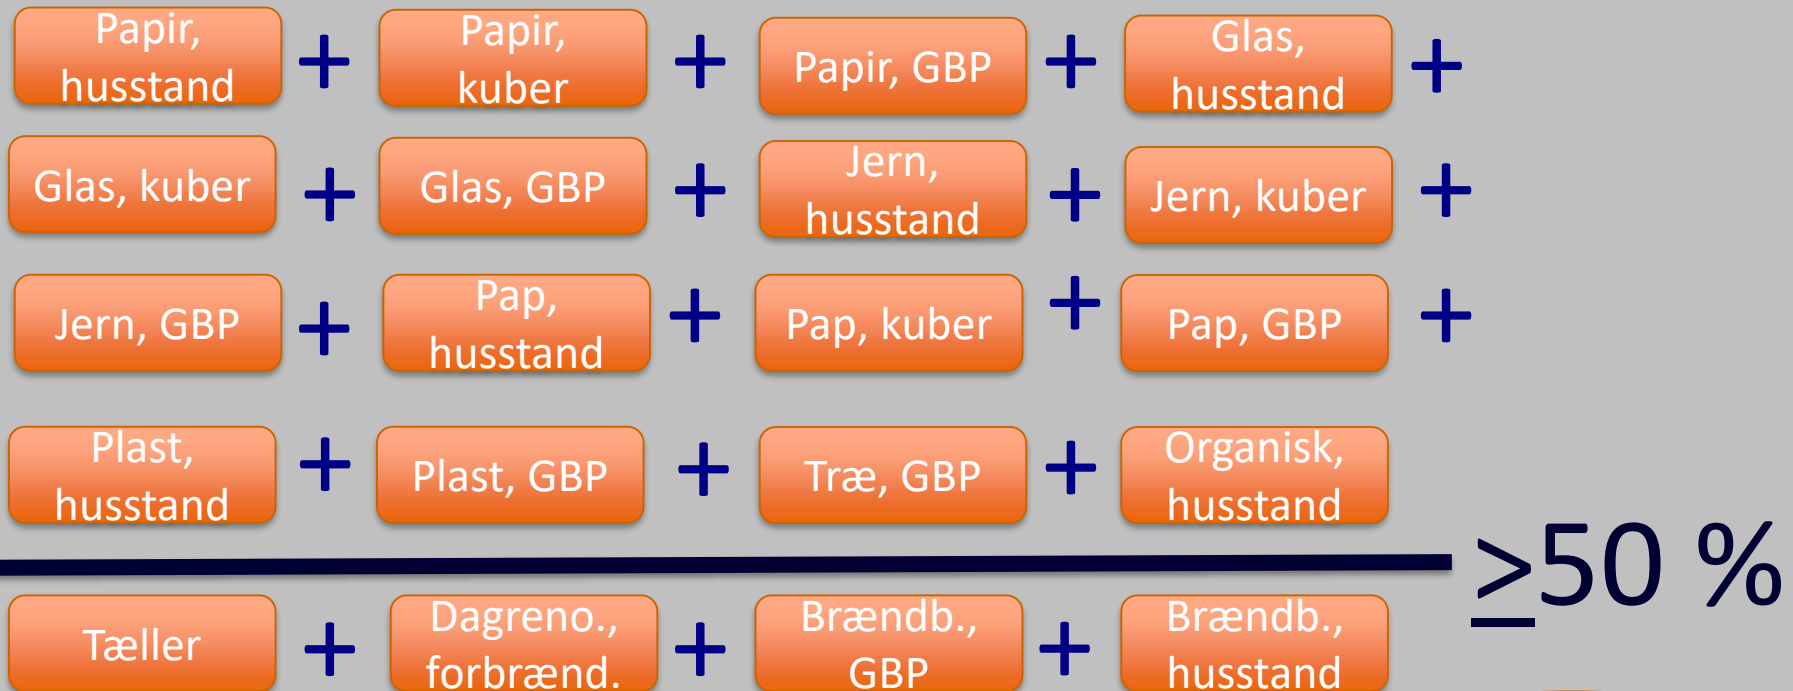 Papir, husstand + Papir, kuber + Papir, GBP + Glas, husstand +
Glas, kuber + Glas, GBP + Jern, husstand + Jern, kuber +
Jern, GBP + Pap, husstand + Pap, kuber + Pap, GBP +
Plast, husstand + Plast, GBP + Træ, GBP + Organisk, husstand
≥50 %
Tæller + Dagreno., forbrænd. + Brændb., GBP + Brændb., husstand